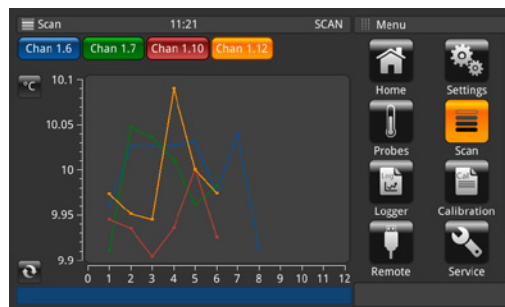 Scan 11:21 SCAN Menu
Chan 1.6 Chan 1.7 Chan 1.10 Chan 1.12
°C
10.1
10.05
10
9.95
9.9
0 1 2 3 4 5 6 7 8 9 10 11 12
Home Settings
Probes Scan
Log Cal
Logger Calibration
Remote Service